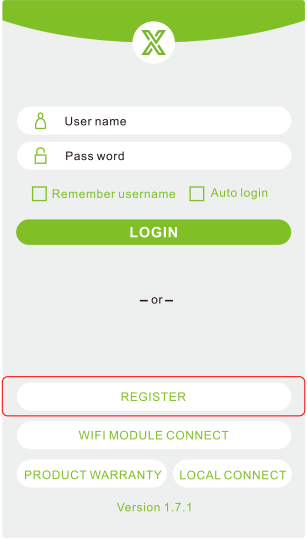 User name
Pass word
Remember username Auto login
LOGIN
– or –
REGISTER
WIFI MODULE CONNECT
PRODUCT WARRANTY LOCAL CONNECT
Version 1.7.1